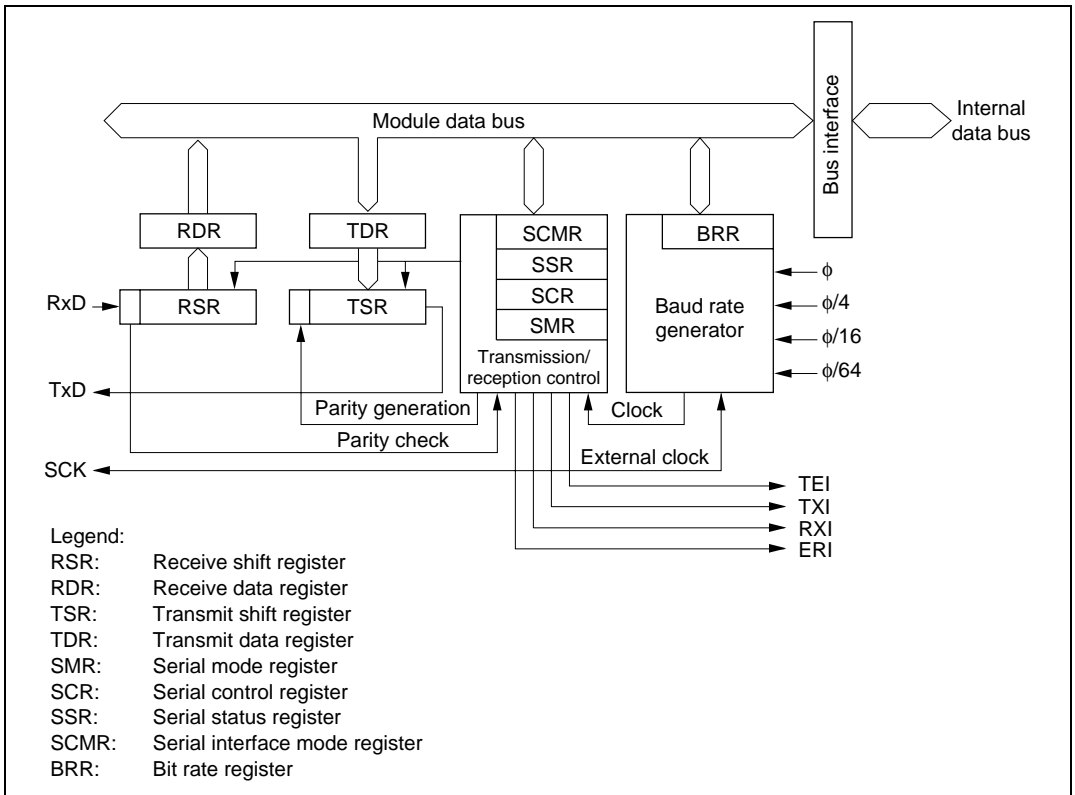 Module data bus
Bus interface
Internal
data bus
RDR
TDR
SCMR
BRR
SSR
SCR
SMR
RxD
RSR
TSR
Baud rate
generator
ϕ
ϕ/4
ϕ/16
ϕ/64
Transmission/
reception control
TxD
Parity generation
Clock
Parity check
SCK
External clock
TEI
TXI
RXI
ERI
Legend:
RSR: Receive shift register
RDR: Receive data register
TSR: Transmit shift register
TDR: Transmit data register
SMR: Serial mode register
SCR: Serial control register
SSR: Serial status register
SCMR: Serial interface mode register
BRR: Bit rate register